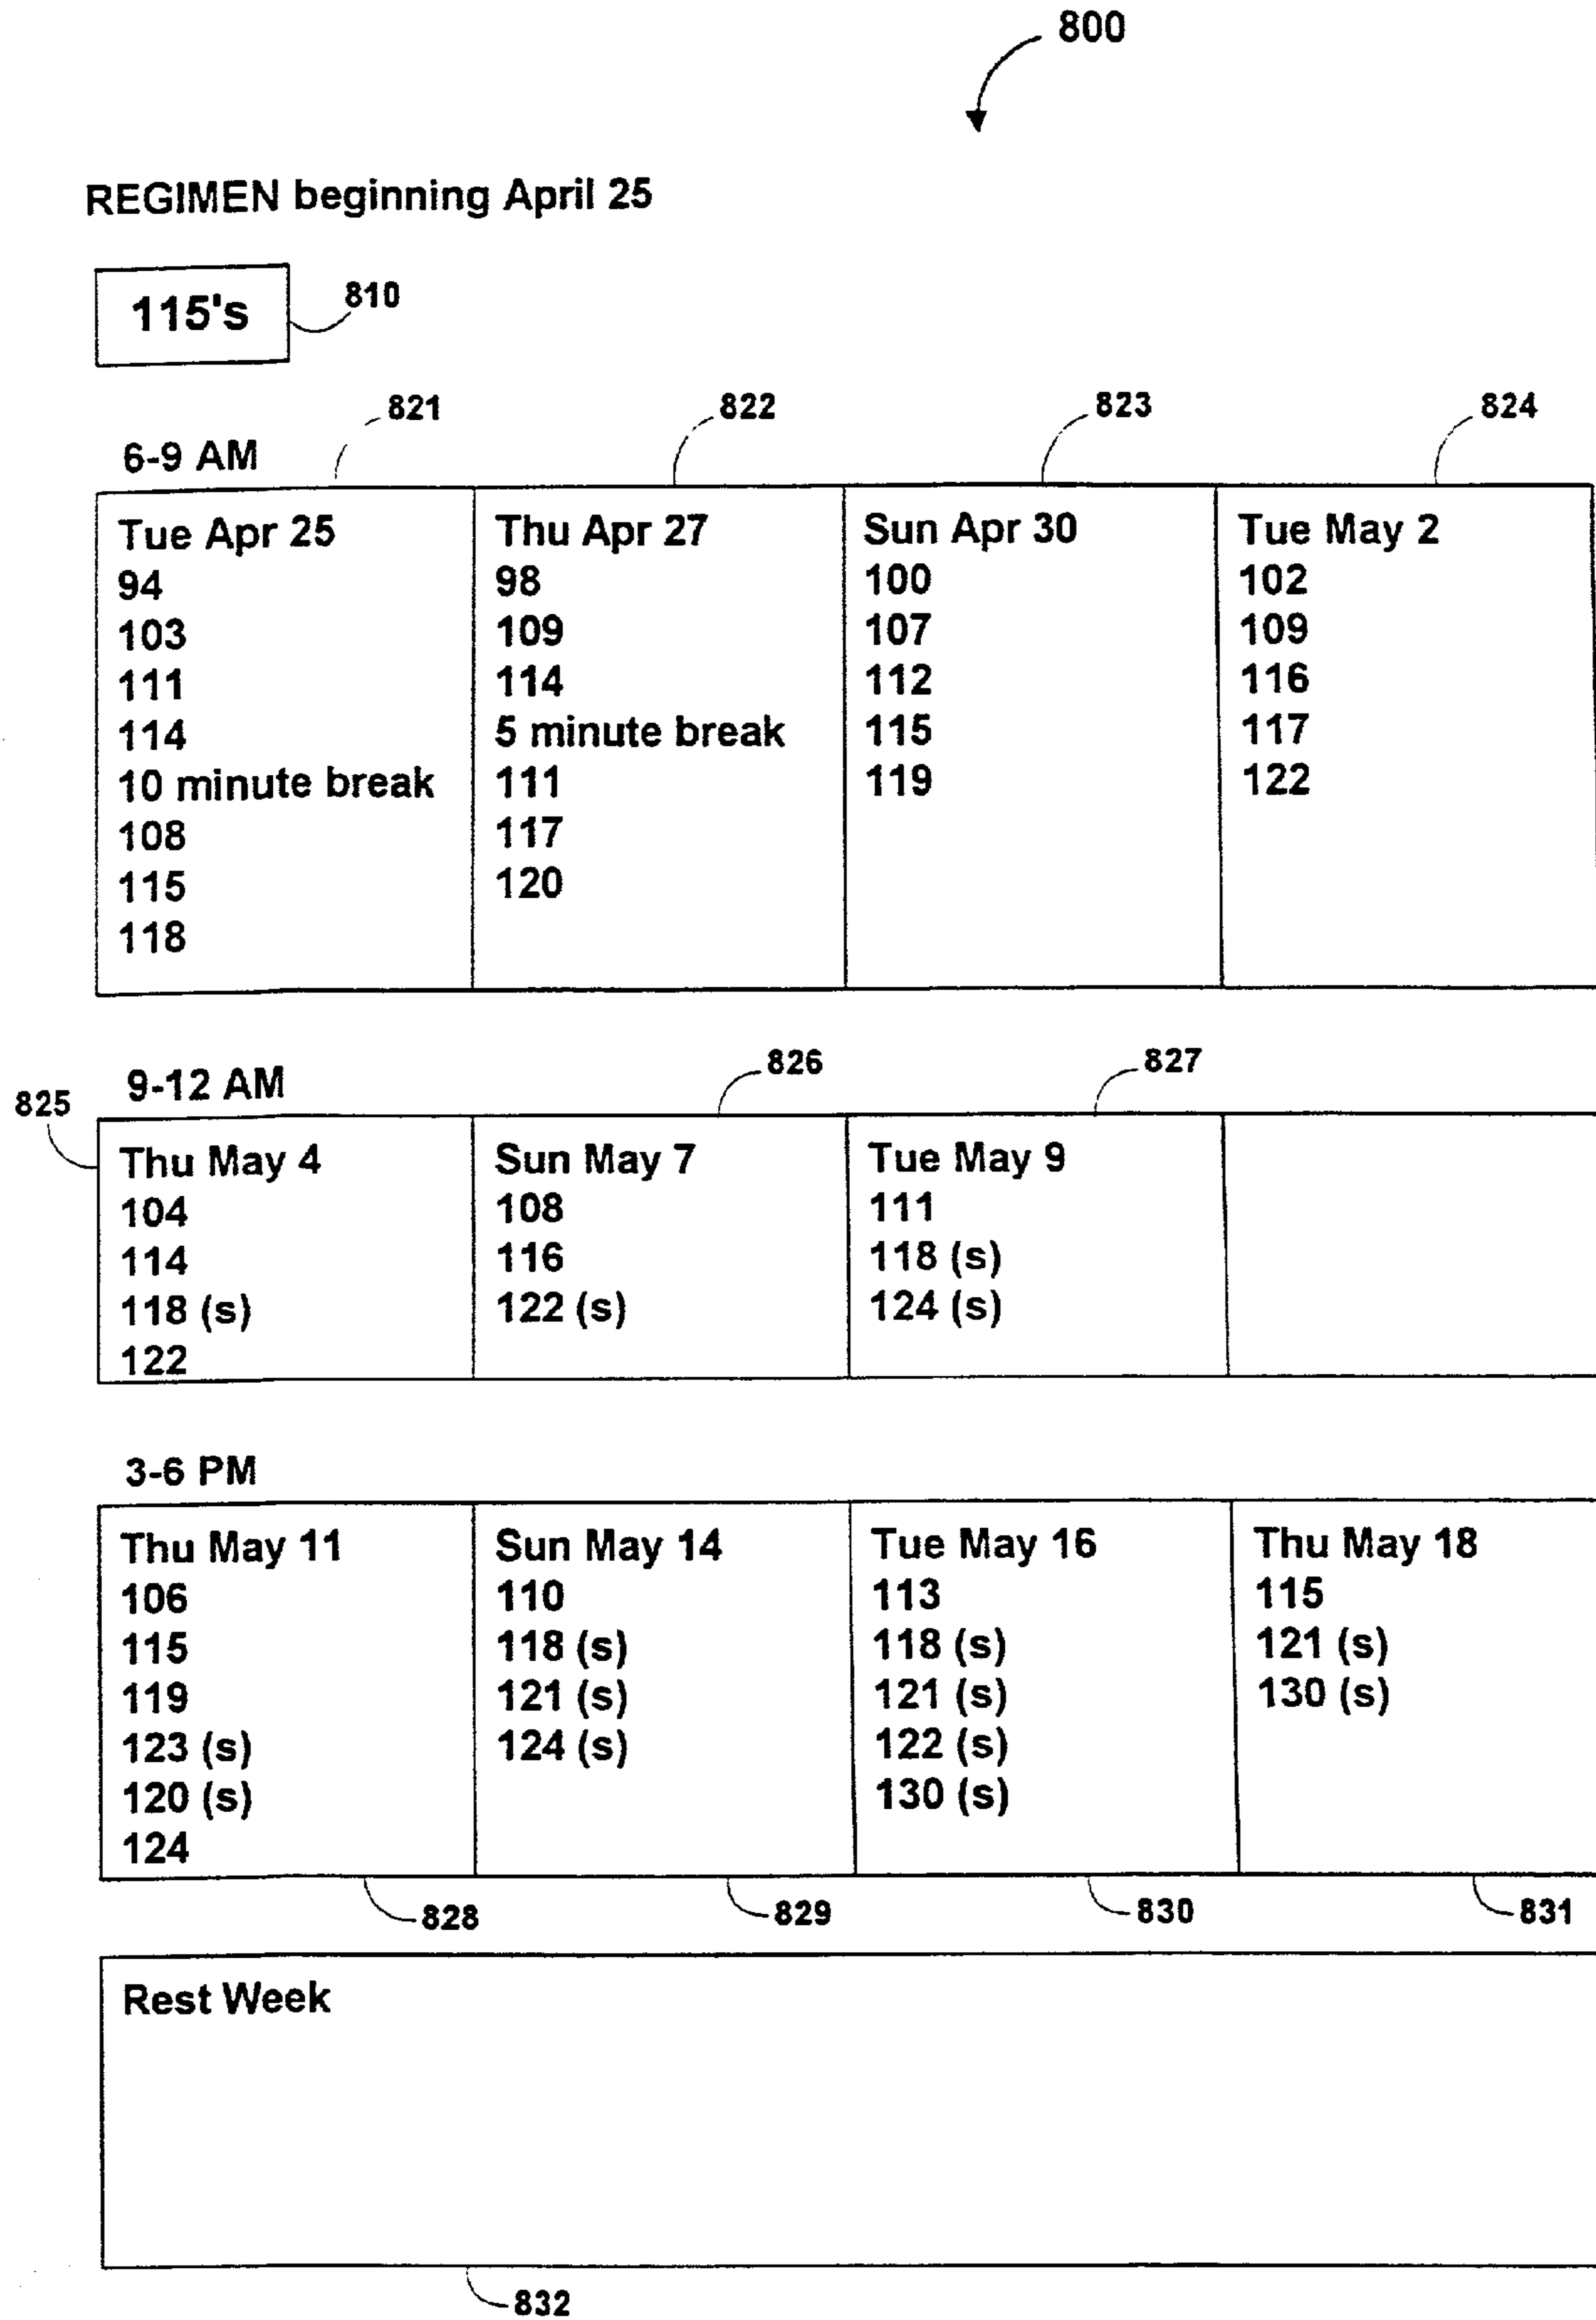 800
REGIMEN beginning April 25
115's
810
821
822
823
824
6-9 AM
Tue Apr 25
94
103
111
114
10 minute break
108
115
118
Thu Apr 27
98
109
114
5 minute break
111
117
120
Sun Apr 30
100
107
112
115
119
Tue May 2
102
109
116
117
122
825
9-12 AM
826
827
Thu May 4
104
114
118 (s)
122
Sun May 7
108
116
122 (s)
Tue May 9
111
118 (s)
124 (s)
3-6 PM
Thu May 11
106
115
119
123 (s)
120 (s)
124
Sun May 14
110
118 (s)
121 (s)
124 (s)
Tue May 16
113
118 (s)
121 (s)
122 (s)
130 (s)
Thu May 18
115
121 (s)
130 (s)
828
829
830
831
Rest Week
832